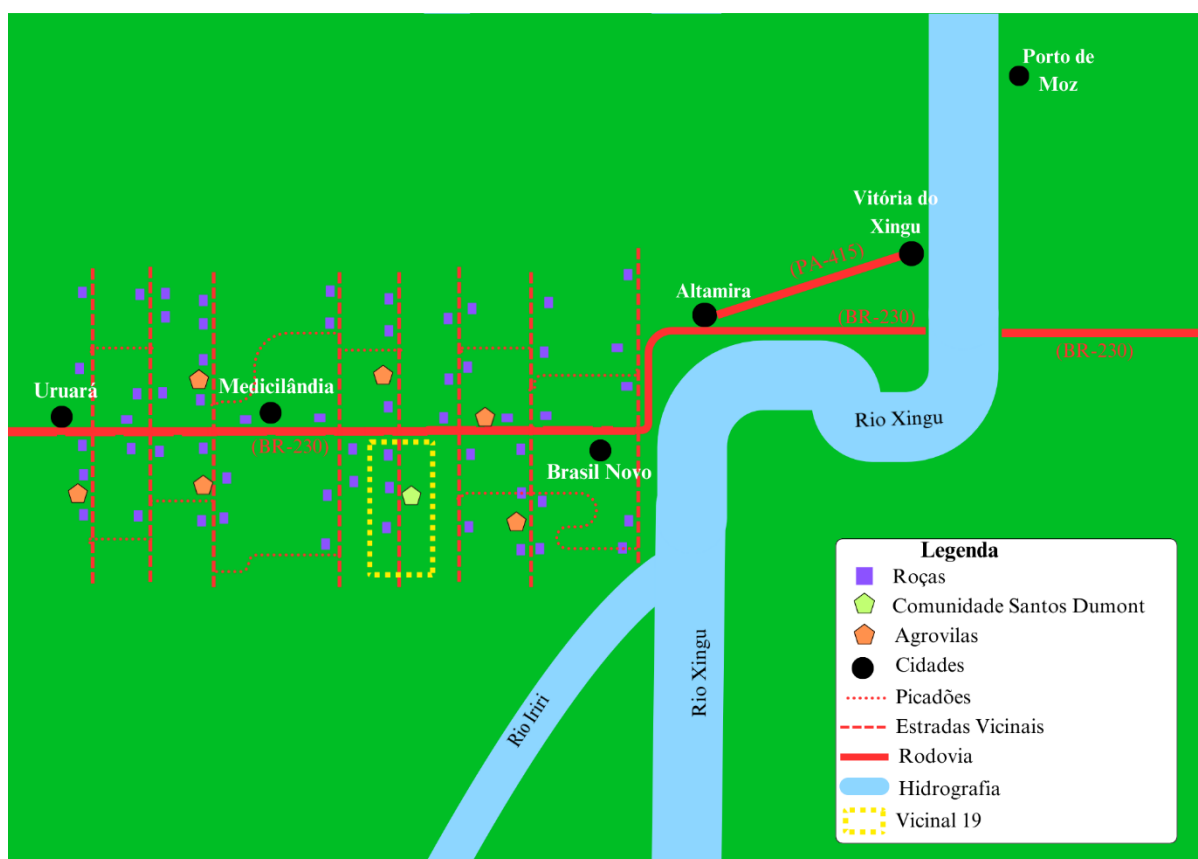 Porto de
Moz
Vitória do
Xingu
(PA-415)
Altamira
(BR-230)
(BR-230)
Uruará
Medicilândia
Rio Xingu
(BR-230)
Brasil Novo
Rio Xingu
Rio Iriri
Legenda
Roças
Comunidade Santos Dumont
Agrovilas
Cidades
Picadões
Estradas Vicinais
Rodovia
Hidrografia
Vicinal 19